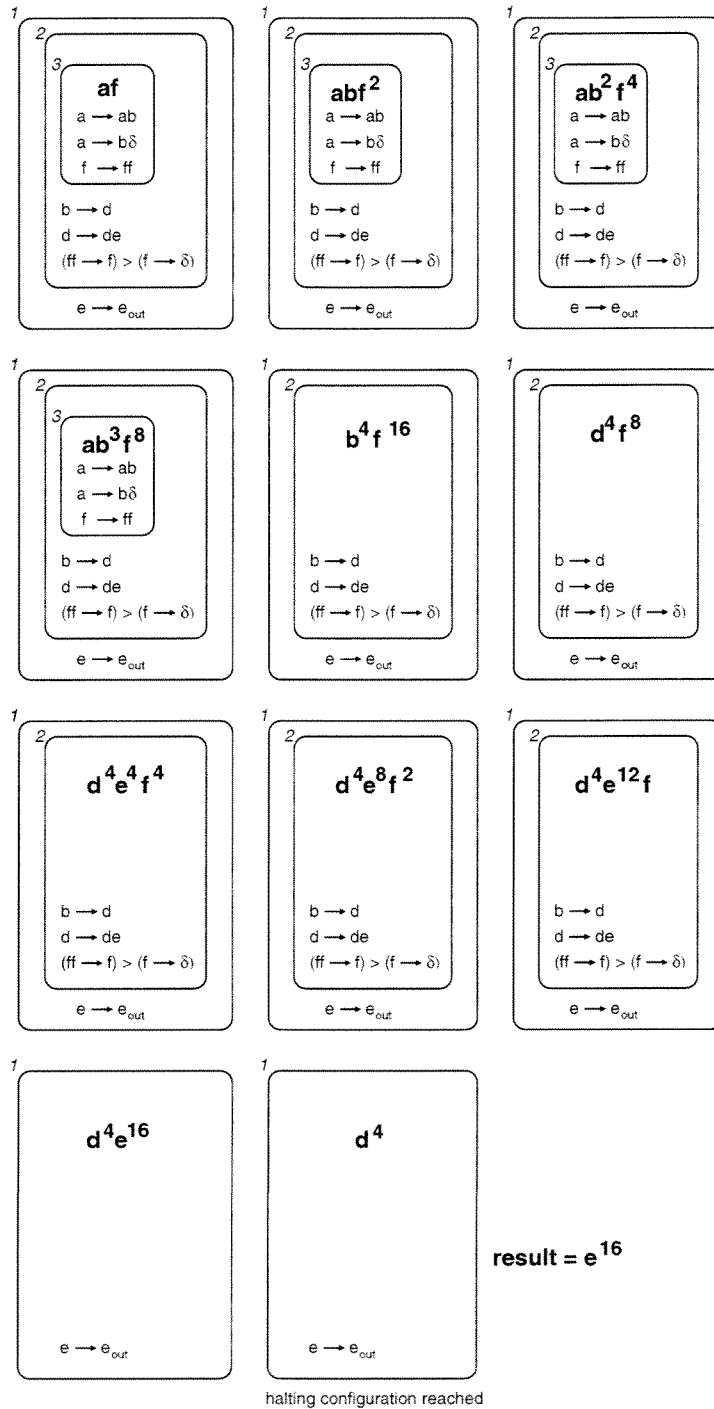 1
2
3
af
a → ab
a → bδ
f → ff
b → d
d → de
(ff → f) > (f → δ)
e → e_out
1
2
3
abf^2
a → ab
a → bδ
f → ff
b → d
d → de
(ff → f) > (f → δ)
e → e_out
1
2
3
ab^2f^4
a → ab
a → bδ
f → ff
b → d
d → de
(ff → f) > (f → δ)
e → e_out
1
2
3
ab^3f^8
a → ab
a → bδ
f → ff
b → d
d → de
(ff → f) > (f → δ)
e → e_out
1
2
b^4f^16
b → d
d → de
(ff → f) > (f → δ)
e → e_out
1
2
d^4f^8
b → d
d → de
(ff → f) > (f → δ)
e → e_out
1
2
d^4e^4f^4
b → d
d → de
(ff → f) > (f → δ)
e → e_out
1
2
d^4e^8f^2
b → d
d → de
(ff → f) > (f → δ)
e → e_out
1
2
d^4e^12f
b → d
d → de
(ff → f) > (f → δ)
e → e_out
1
d^4e^16
e → e_out
1
d^4
e → e_out
result = e^16
halting configuration reached